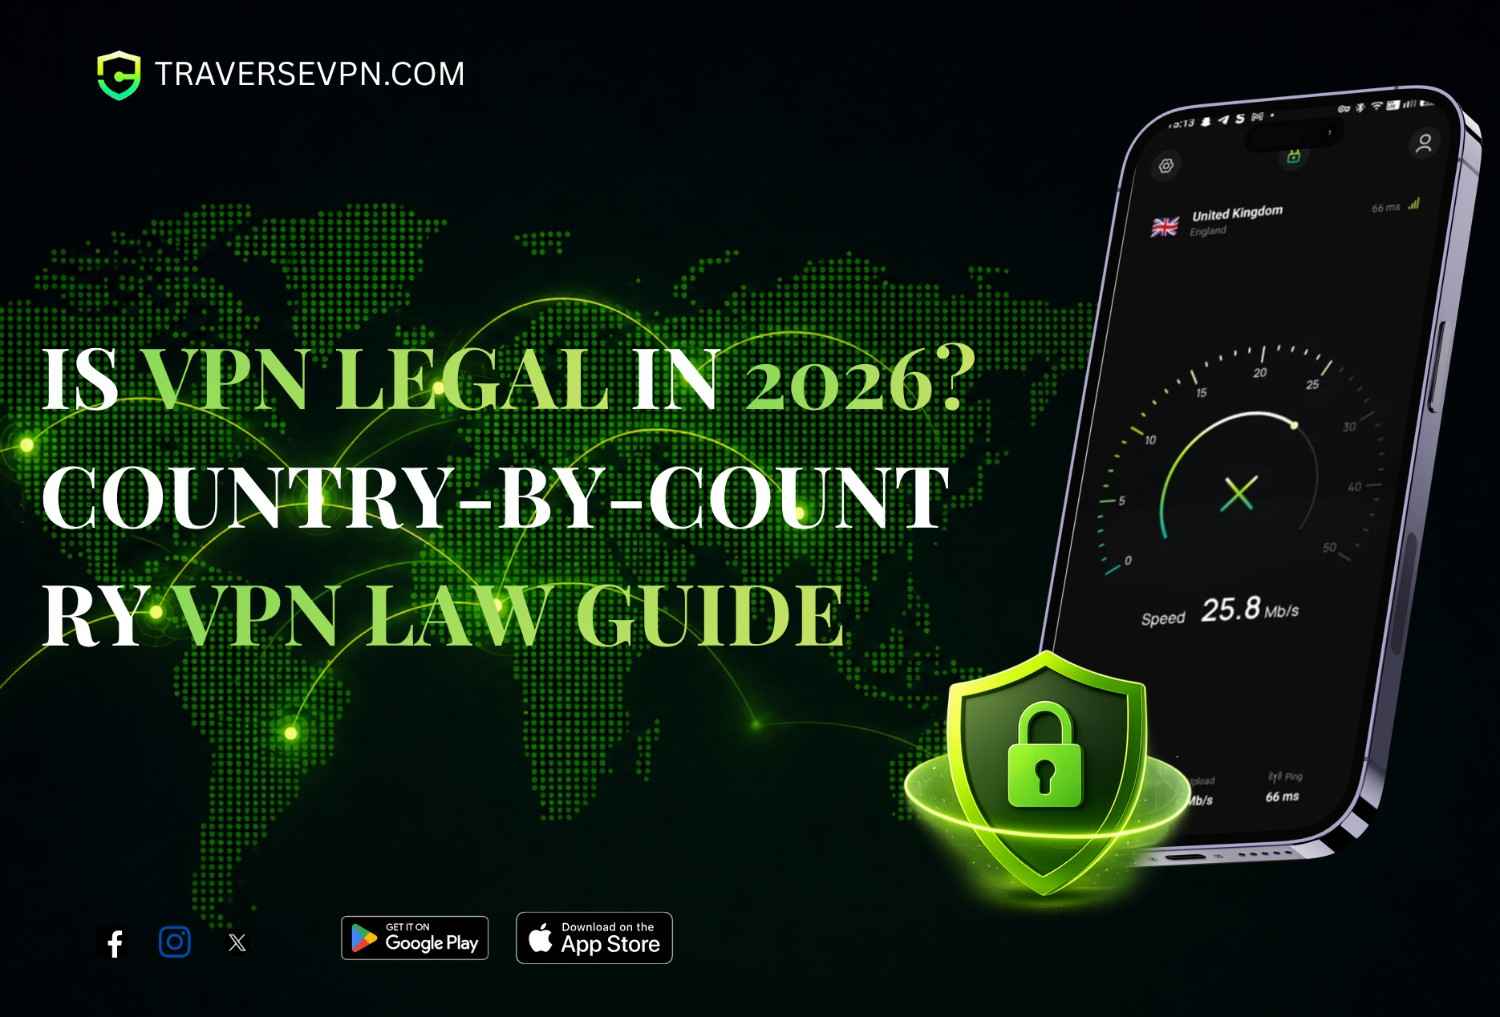 TRAVERSEVPN.COM
IS VPN LEGAL IN 2026?
COUNTRY-BY-COUNT
RY VPN LAW GUIDE
GET IT ON
Google Play
Download on the
App Store
United Kingdom
England
66 ms
0
5
10
15
20
25
30
40
50
Speed 25.8 Mb/s
Ping
66 ms